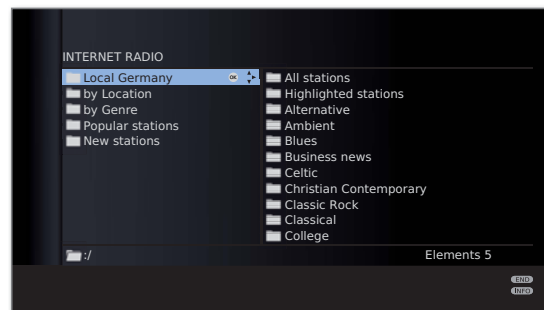 INTERNET RADIO
Local Germany OK
by Location
by Genre
Popular stations
New stations
All stations
Highlighted stations
Alternative
Ambient
Blues
Business news
Celtic
Christian Contemporary
Classic Rock
Classical
College
:/
Elements 5
END
INFO